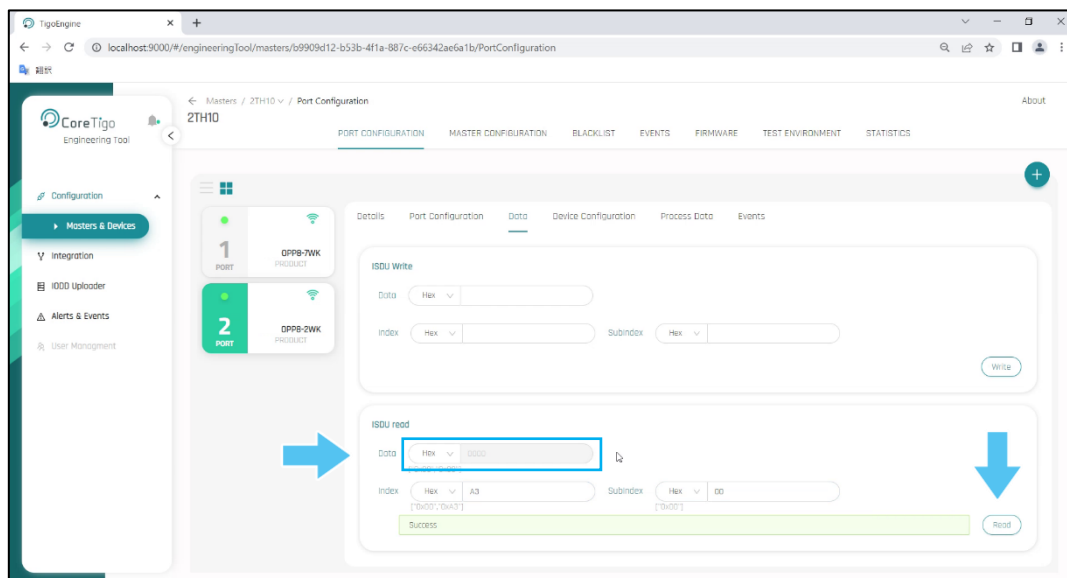 TigoEngine
localhost:9000/#/engineeringTool/masters/b9909d12-b53b-4f1a-887c-e66342ae6a1b/PortConfiguration
翻訳
Masters / 2TH10 / Port Configuration
About
2TH10
CoreTigo
Engineering Tool
PORT CONFIGURATION MASTER CONFIGURATION BLACKLIST EVENTS FIRMWARE TEST ENVIRONMENT STATISTICS
Configuration
Masters & Devices
Integration
IODD Uploader
Alerts & Events
User Managment
1
PORT
OPPB-7WK
PRODUCT
2
PORT
OPPB-2WK
PRODUCT
Details Port Configuration Data Device Configuration Process Data Events
ISDU Write
Data Hex
Index Hex Subindex Hex
Write
ISDU read
Data Hex 0000
Index Hex A3 Subindex Hex 00
["0x00","0xA3"] ["0x00"]
Success
Read